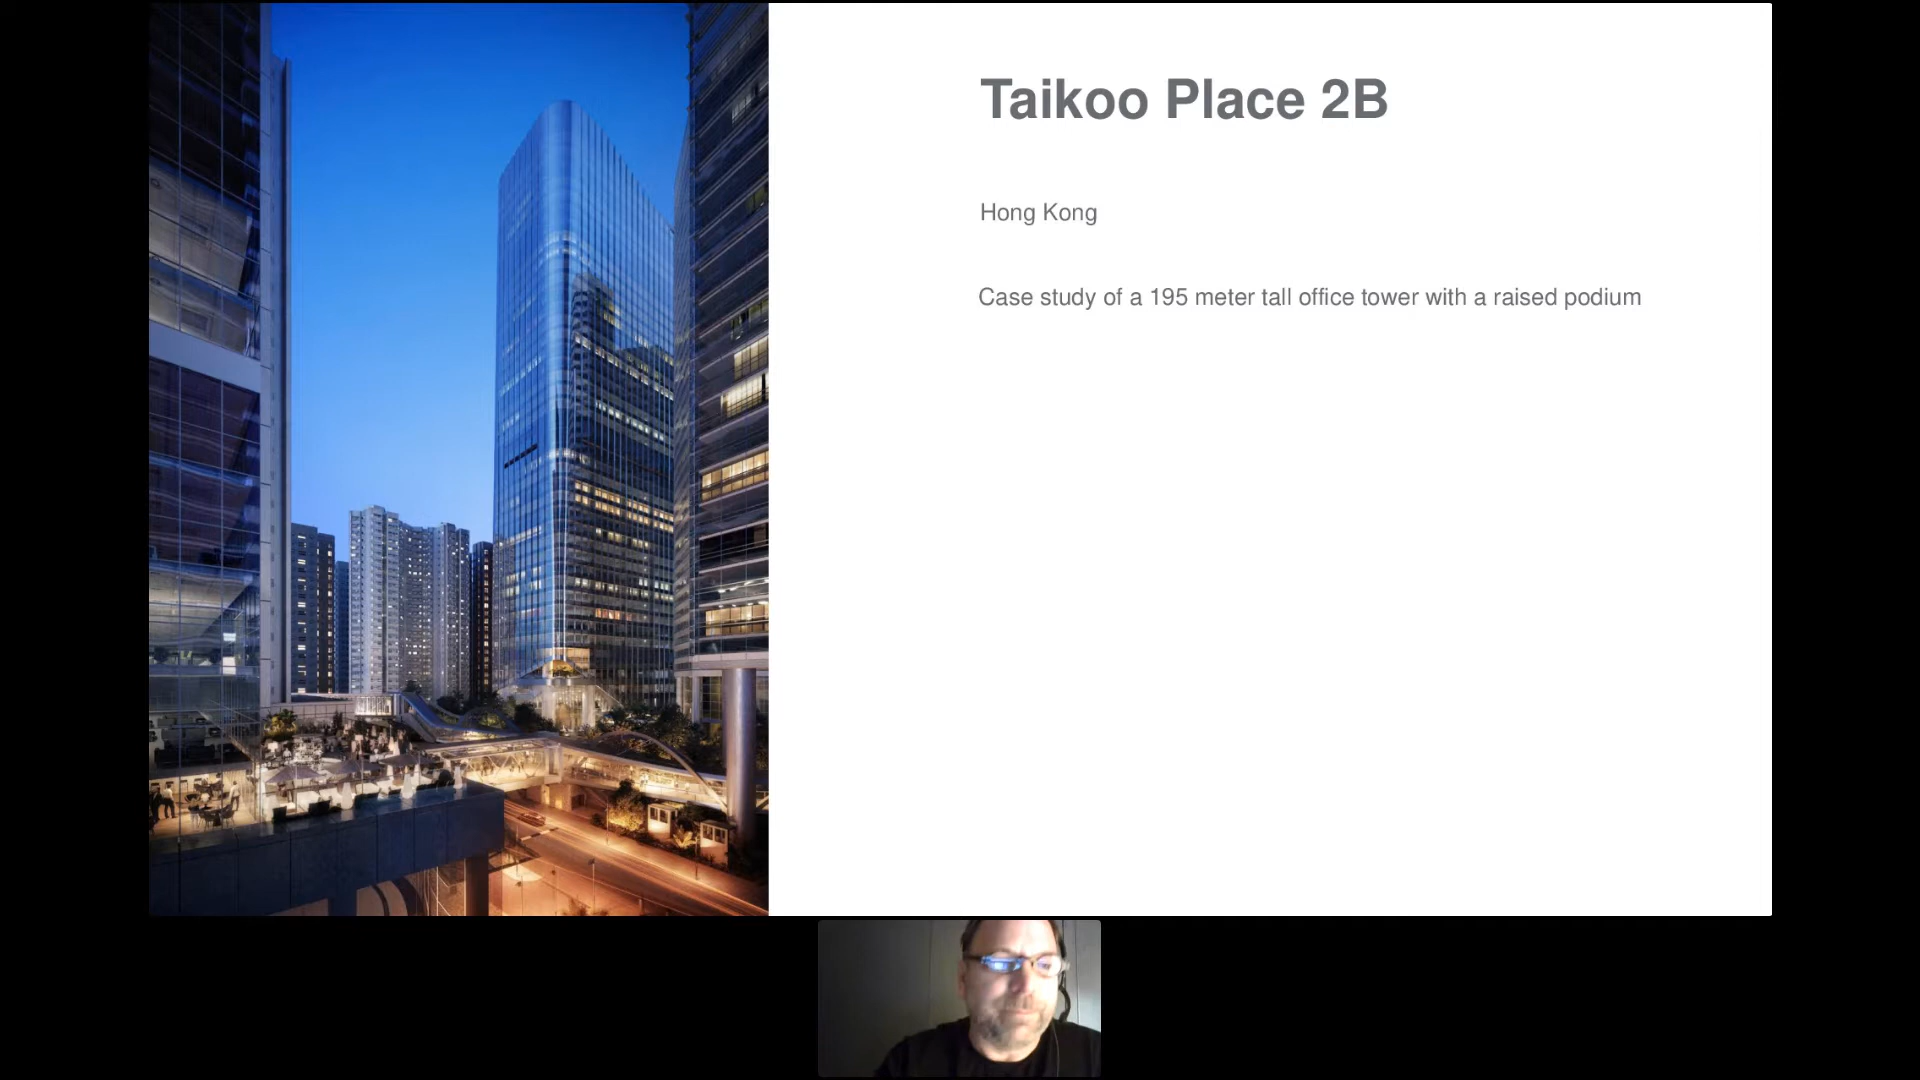 Taikoo Place 2B
Hong Kong
Case study of a 195 meter tall office tower with a raised podium